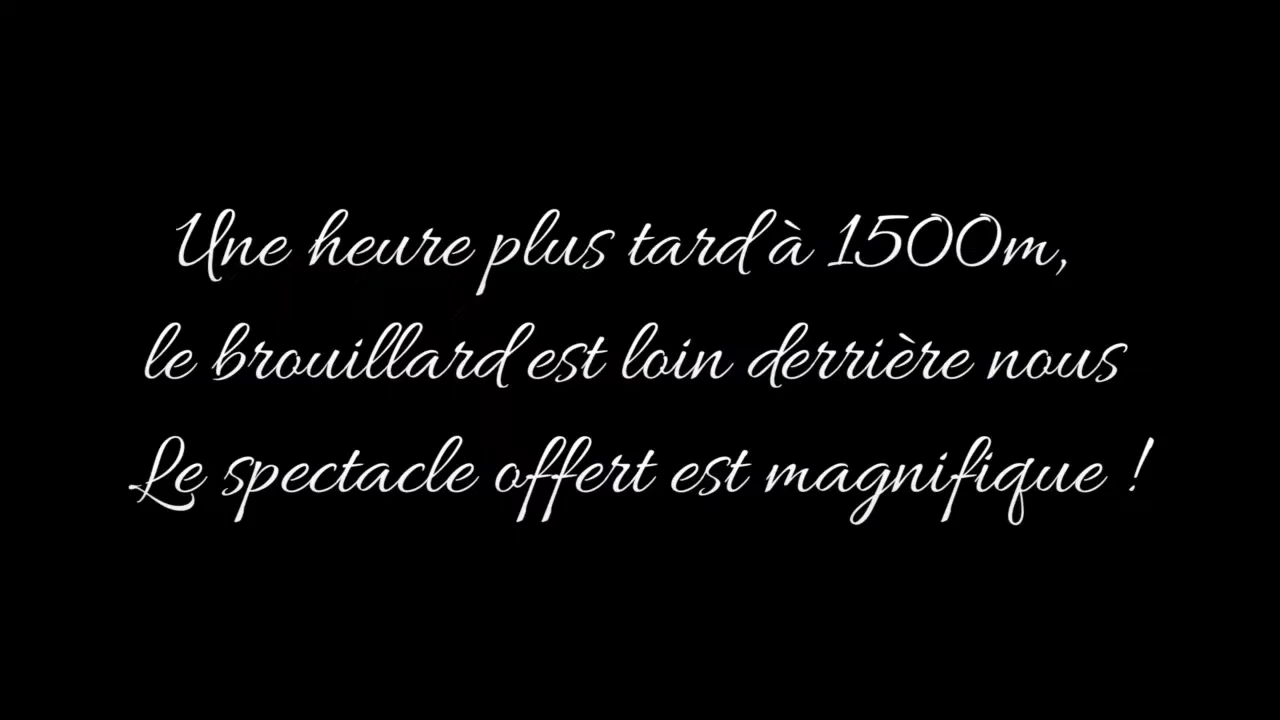 Une heure plus tard à 1500m,
le brouillard est loin derrière nous
Le spectacle offert est magnifique !